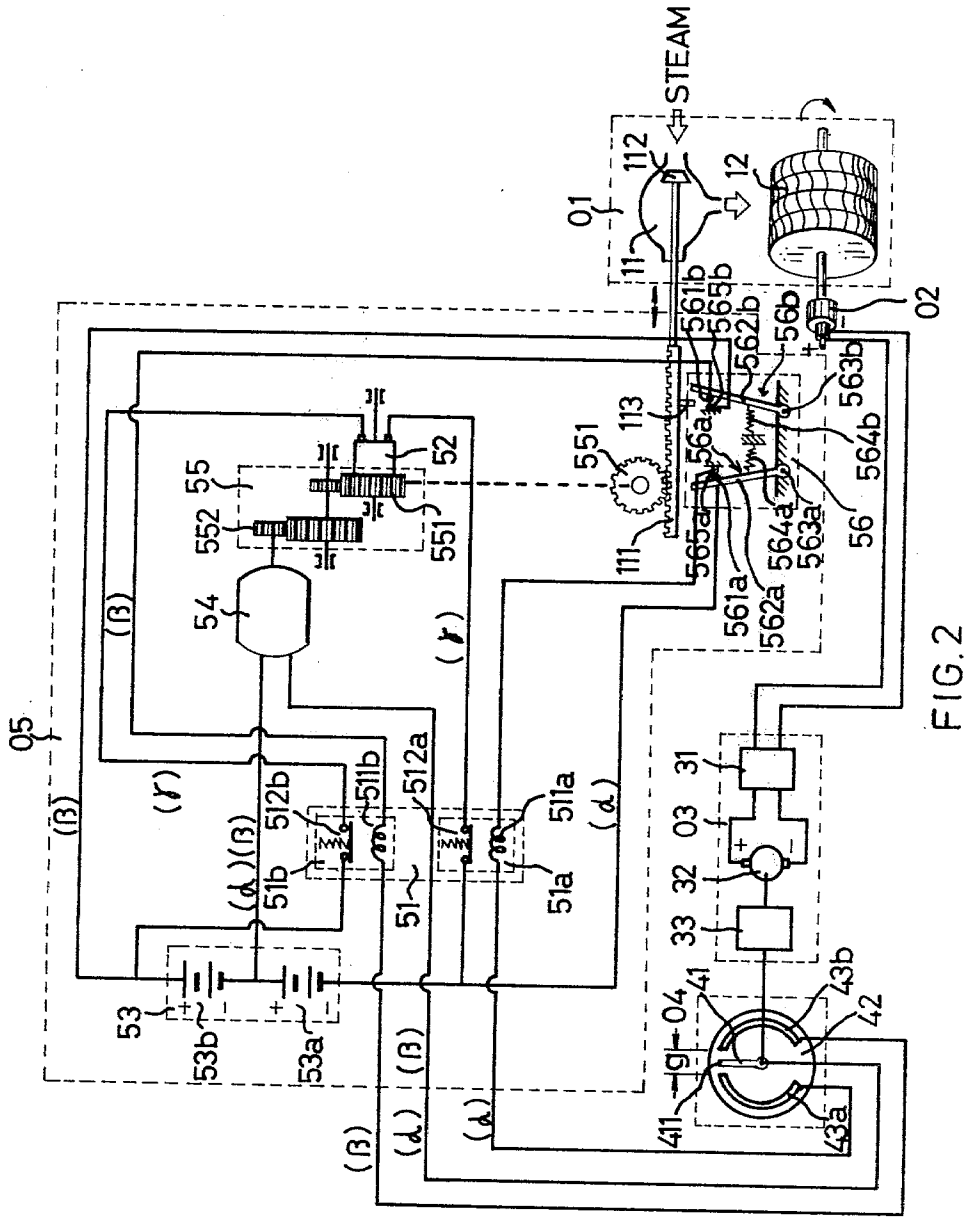 05
(β)
(γ)
(β)
(α)(β)
53
+
-
53b
+
-
53a
51b
512b
511b
51
512a
51a
511a
(γ)
(α)
54
552
55
551
52
(β)
(α)
(α)
(β)
551
111
113
565a
561a
562a
56a
564a
563a
56
564b
563b
56b
562b
565b
561b
01
11
112
STEAM
12
02
+
-
03
31
+
-
32
33
04
g
41
411
43a
43b
42
FIG. 2